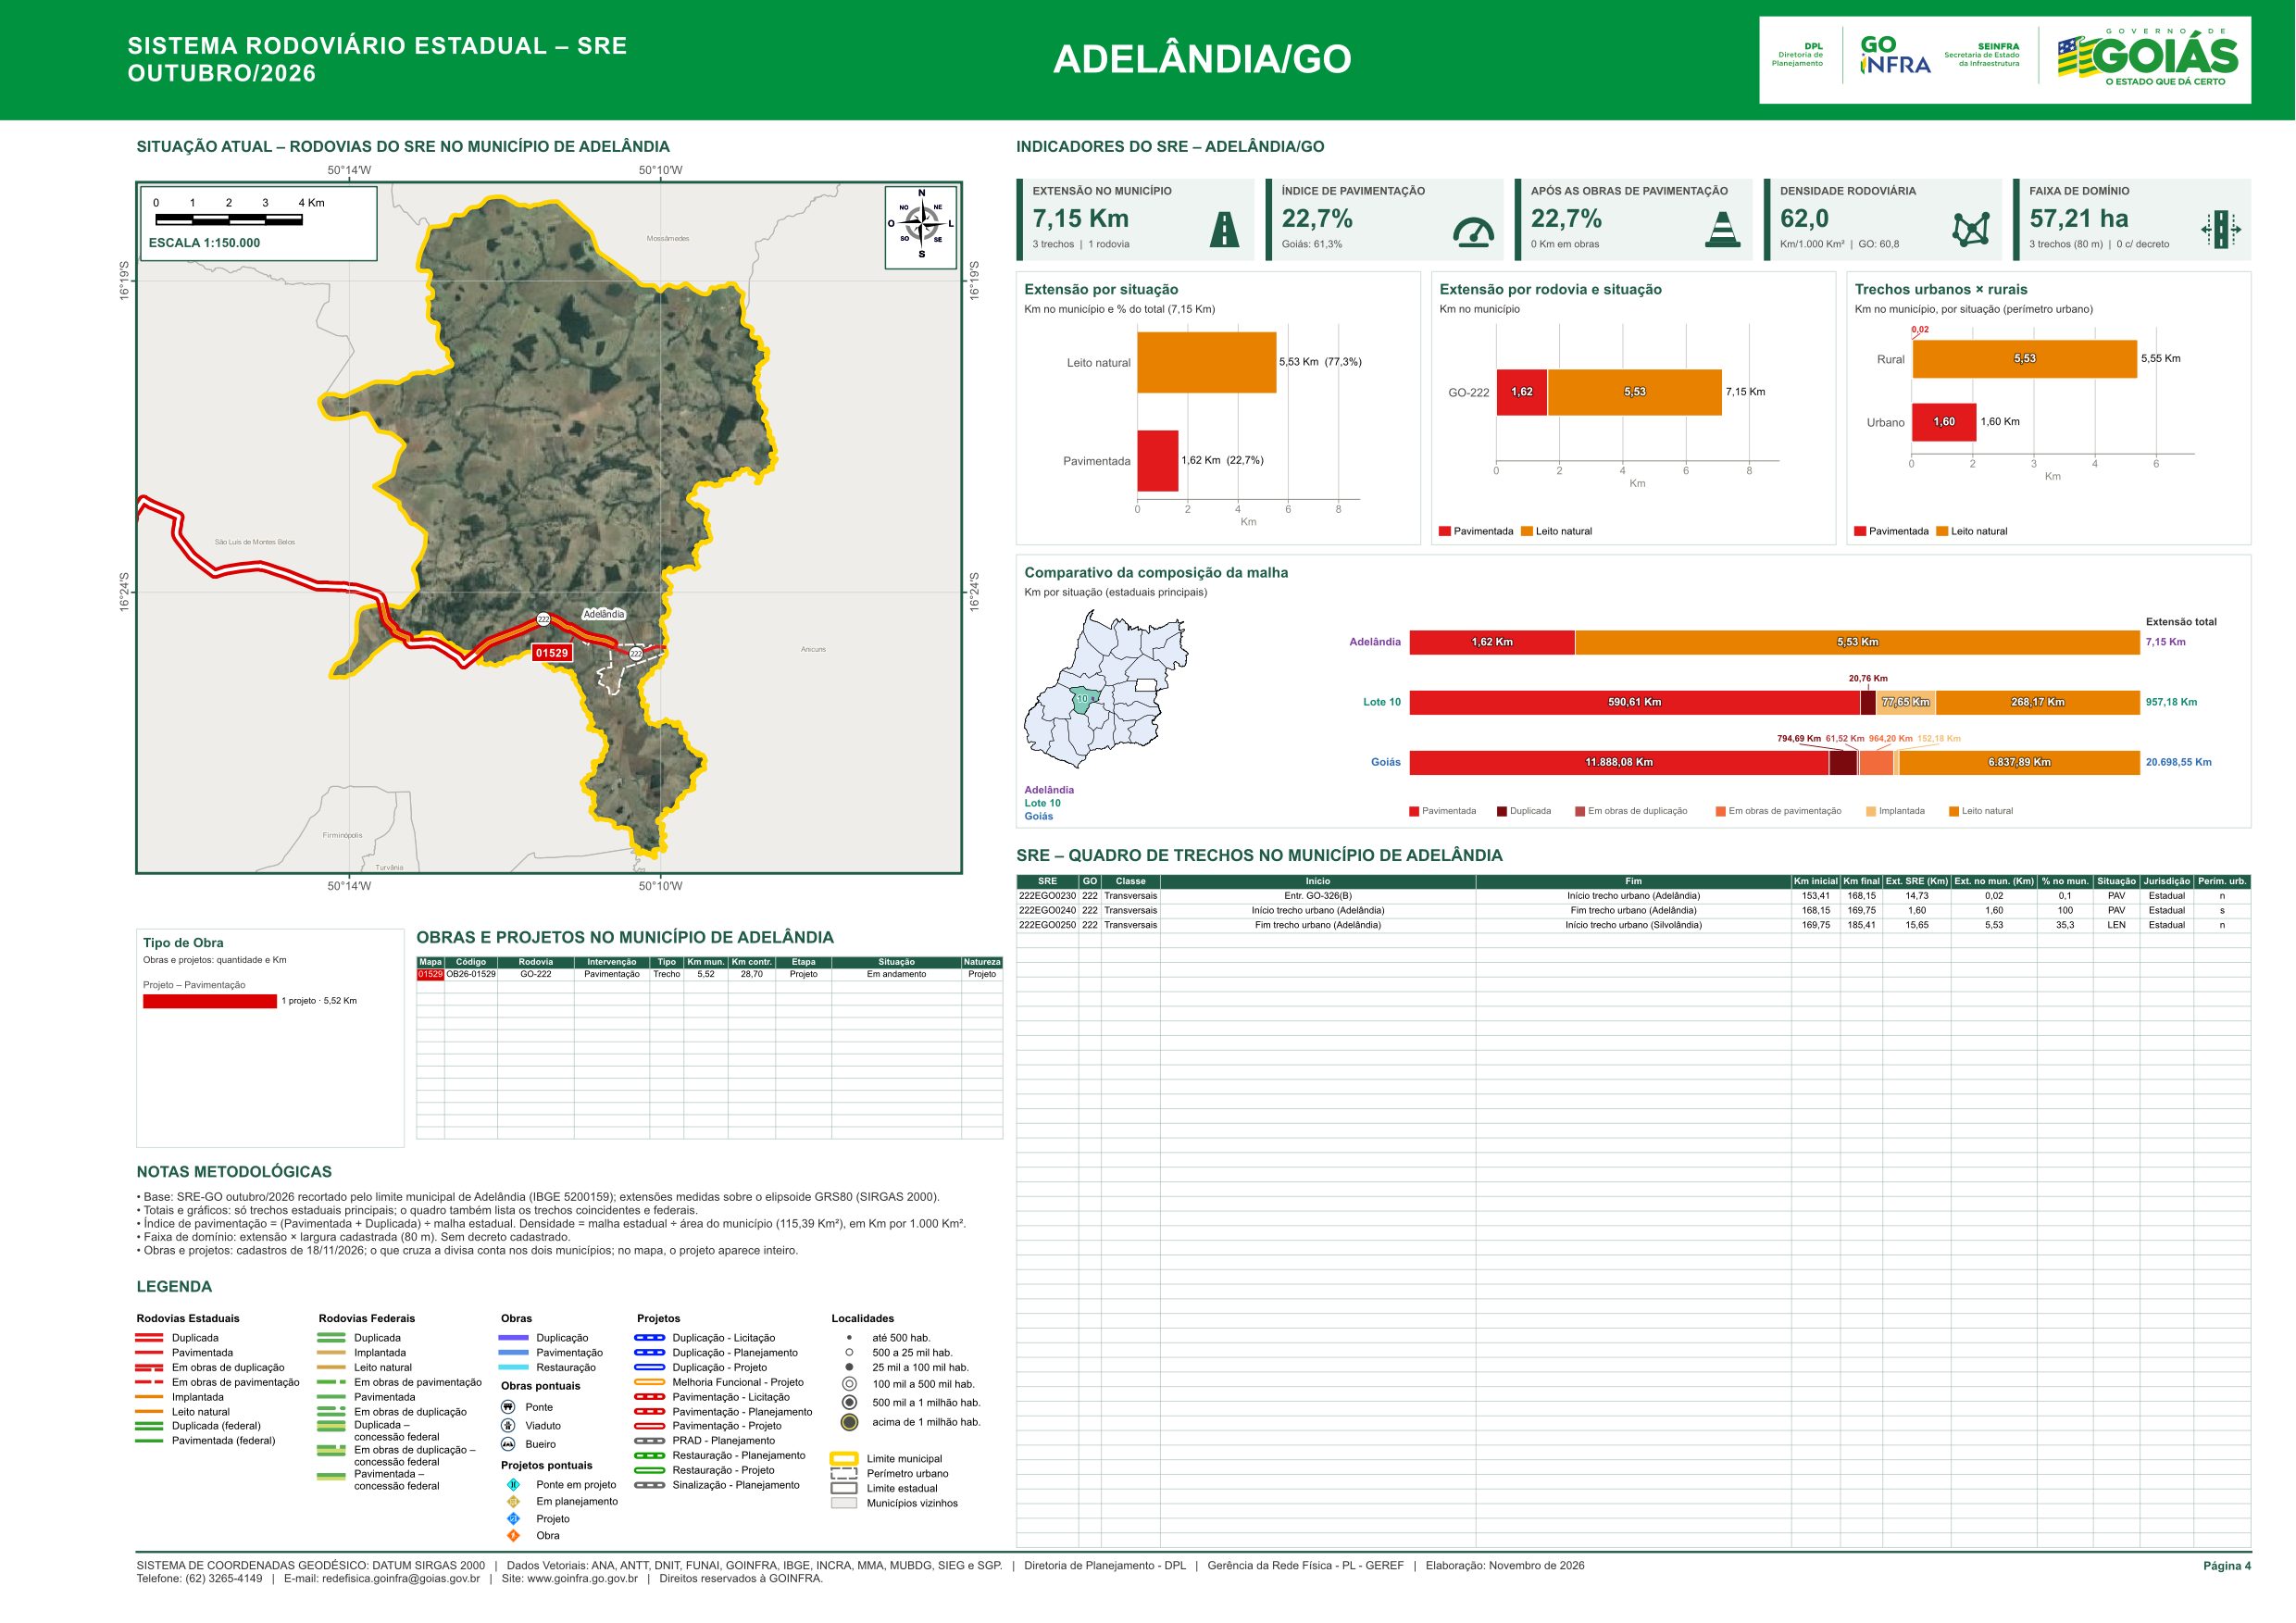 SISTEMA RODOVIÁRIO ESTADUAL – SRE
OUTUBRO/2026
ADELÂNDIA/GO
DPL
Diretoria de
Planejamento
GO
iNFRA
SEINFRA
Secretaria de Estado
da Infraestrutura
GOVERNO DE
GOIÁS
O ESTADO QUE DÁ CERTO
SITUAÇÃO ATUAL – RODOVIAS DO SRE NO MUNICÍPIO DE ADELÂNDIA
50°14'W 50°10'W
0 1 2 3 4 Km
ESCALA 1:150.000
N
NO NE
O L
SO SE
S
16°19'S 16°19'S
Mossâmedes
São Luís de Montes Belos
16°24'S 16°24'S
Adelândia
222
01529
222
Anicuns
Firminópolis
Turvânia
50°14'W 50°10'W
INDICADORES DO SRE – ADELÂNDIA/GO
EXTENSÃO NO MUNICÍPIO
7,15 Km
3 trechos | 1 rodovia
ÍNDICE DE PAVIMENTAÇÃO
22,7%
Goiás: 61,3%
APÓS AS OBRAS DE PAVIMENTAÇÃO
22,7%
0 Km em obras
DENSIDADE RODOVIÁRIA
62,0
Km/1.000 Km² | GO: 60,8
FAIXA DE DOMÍNIO
57,21 ha
3 trechos (80 m) | 0 c/ decreto
Extensão por situação
Km no município e % do total (7,15 Km)
Leito natural 5,53 Km (77,3%)
Pavimentada 1,62 Km (22,7%)
0 2 4 6 8
Km
Extensão por rodovia e situação
Km no município
GO-222 1,62 5,53 7,15 Km
0 2 4 6 8
Km
Pavimentada Leito natural
Trechos urbanos × rurais
Km no município, por situação (perímetro urbano)
0,02
Rural 5,53 5,55 Km
Urbano 1,60 1,60 Km
0 2 3 4 6
Km
Pavimentada Leito natural
Comparativo da composição da malha
Km por situação (estaduais principais)
10
Adelândia
Lote 10
Goiás
Extensão total
Adelândia 1,62 Km 5,53 Km 7,15 Km
20,76 Km
Lote 10 590,61 Km 77,65 Km 268,17 Km 957,18 Km
794,69 Km 61,52 Km 964,20 Km 152,18 Km
Goiás 11.888,08 Km 6.837,89 Km 20.698,55 Km
Pavimentada Duplicada Em obras de duplicação Em obras de pavimentação Implantada Leito natural
SRE – QUADRO DE TRECHOS NO MUNICÍPIO DE ADELÂNDIA
SRE GO Classe Início Fim Km inicial Km final Ext. SRE (Km) Ext. no mun. (Km) % no mun. Situação Jurisdição Perím. urb.
222EGO0230 222 Transversais Entr. GO-326(B) Início trecho urbano (Adelândia) 153,41 168,15 14,73 0,02 0,1 PAV Estadual n
222EGO0240 222 Transversais Início trecho urbano (Adelândia) Fim trecho urbano (Adelândia) 168,15 169,75 1,60 1,60 100 PAV Estadual s
222EGO0250 222 Transversais Fim trecho urbano (Adelândia) Início trecho urbano (Silvolândia) 169,75 185,41 15,65 5,53 35,3 LEN Estadual n
Tipo de Obra
Obras e projetos: quantidade e Km
Projeto – Pavimentação
1 projeto · 5,52 Km
OBRAS E PROJETOS NO MUNICÍPIO DE ADELÂNDIA
Mapa Código Rodovia Intervenção Tipo Km mun. Km contr. Etapa Situação Natureza
01529 OB26-01529 GO-222 Pavimentação Trecho 5,52 28,70 Projeto Em andamento Projeto
NOTAS METODOLÓGICAS
• Base: SRE-GO outubro/2026 recortado pelo limite municipal de Adelândia (IBGE 5200159); extensões medidas sobre o elipsoide GRS80 (SIRGAS 2000).
• Totais e gráficos: só trechos estaduais principais; o quadro também lista os trechos coincidentes e federais.
• Índice de pavimentação = (Pavimentada + Duplicada) ÷ malha estadual. Densidade = malha estadual ÷ área do município (115,39 Km²), em Km por 1.000 Km².
• Faixa de domínio: extensão × largura cadastrada (80 m). Sem decreto cadastrado.
• Obras e projetos: cadastros de 18/11/2026; o que cruza a divisa conta nos dois municípios; no mapa, o projeto aparece inteiro.
LEGENDA
Rodovias Estaduais
Duplicada
Pavimentada
Em obras de duplicação
Em obras de pavimentação
Implantada
Leito natural
Duplicada (federal)
Pavimentada (federal)
Rodovias Federais
Duplicada
Implantada
Leito natural
Em obras de pavimentação
Pavimentada
Em obras de duplicação
Duplicada –
concessão federal
Em obras de duplicação –
concessão federal
Pavimentada –
concessão federal
Obras
Duplicação
Pavimentação
Restauração
Obras pontuais
Ponte
Viaduto
Bueiro
Projetos pontuais
Ponte em projeto
Em planejamento
Projeto
Obra
Projetos
Duplicação - Licitação
Duplicação - Planejamento
Duplicação - Projeto
Melhoria Funcional - Projeto
Pavimentação - Licitação
Pavimentação - Planejamento
Pavimentação - Projeto
PRAD - Planejamento
Restauração - Planejamento
Restauração - Projeto
Sinalização - Planejamento
Localidades
até 500 hab.
500 a 25 mil hab.
25 mil a 100 mil hab.
100 mil a 500 mil hab.
500 mil a 1 milhão hab.
acima de 1 milhão hab.
Limite municipal
Perímetro urbano
Limite estadual
Municípios vizinhos
SISTEMA DE COORDENADAS GEODÉSICO: DATUM SIRGAS 2000 | Dados Vetoriais: ANA, ANTT, DNIT, FUNAI, GOINFRA, IBGE, INCRA, MMA, MUBDG, SIEG e SGP. | Diretoria de Planejamento - DPL | Gerência da Rede Física - PL - GEREF | Elaboração: Novembro de 2026
Página 4
Telefone: (62) 3265-4149 | E-mail: redefisica.goinfra@goias.gov.br | Site: www.goinfra.go.gov.br | Direitos reservados à GOINFRA.